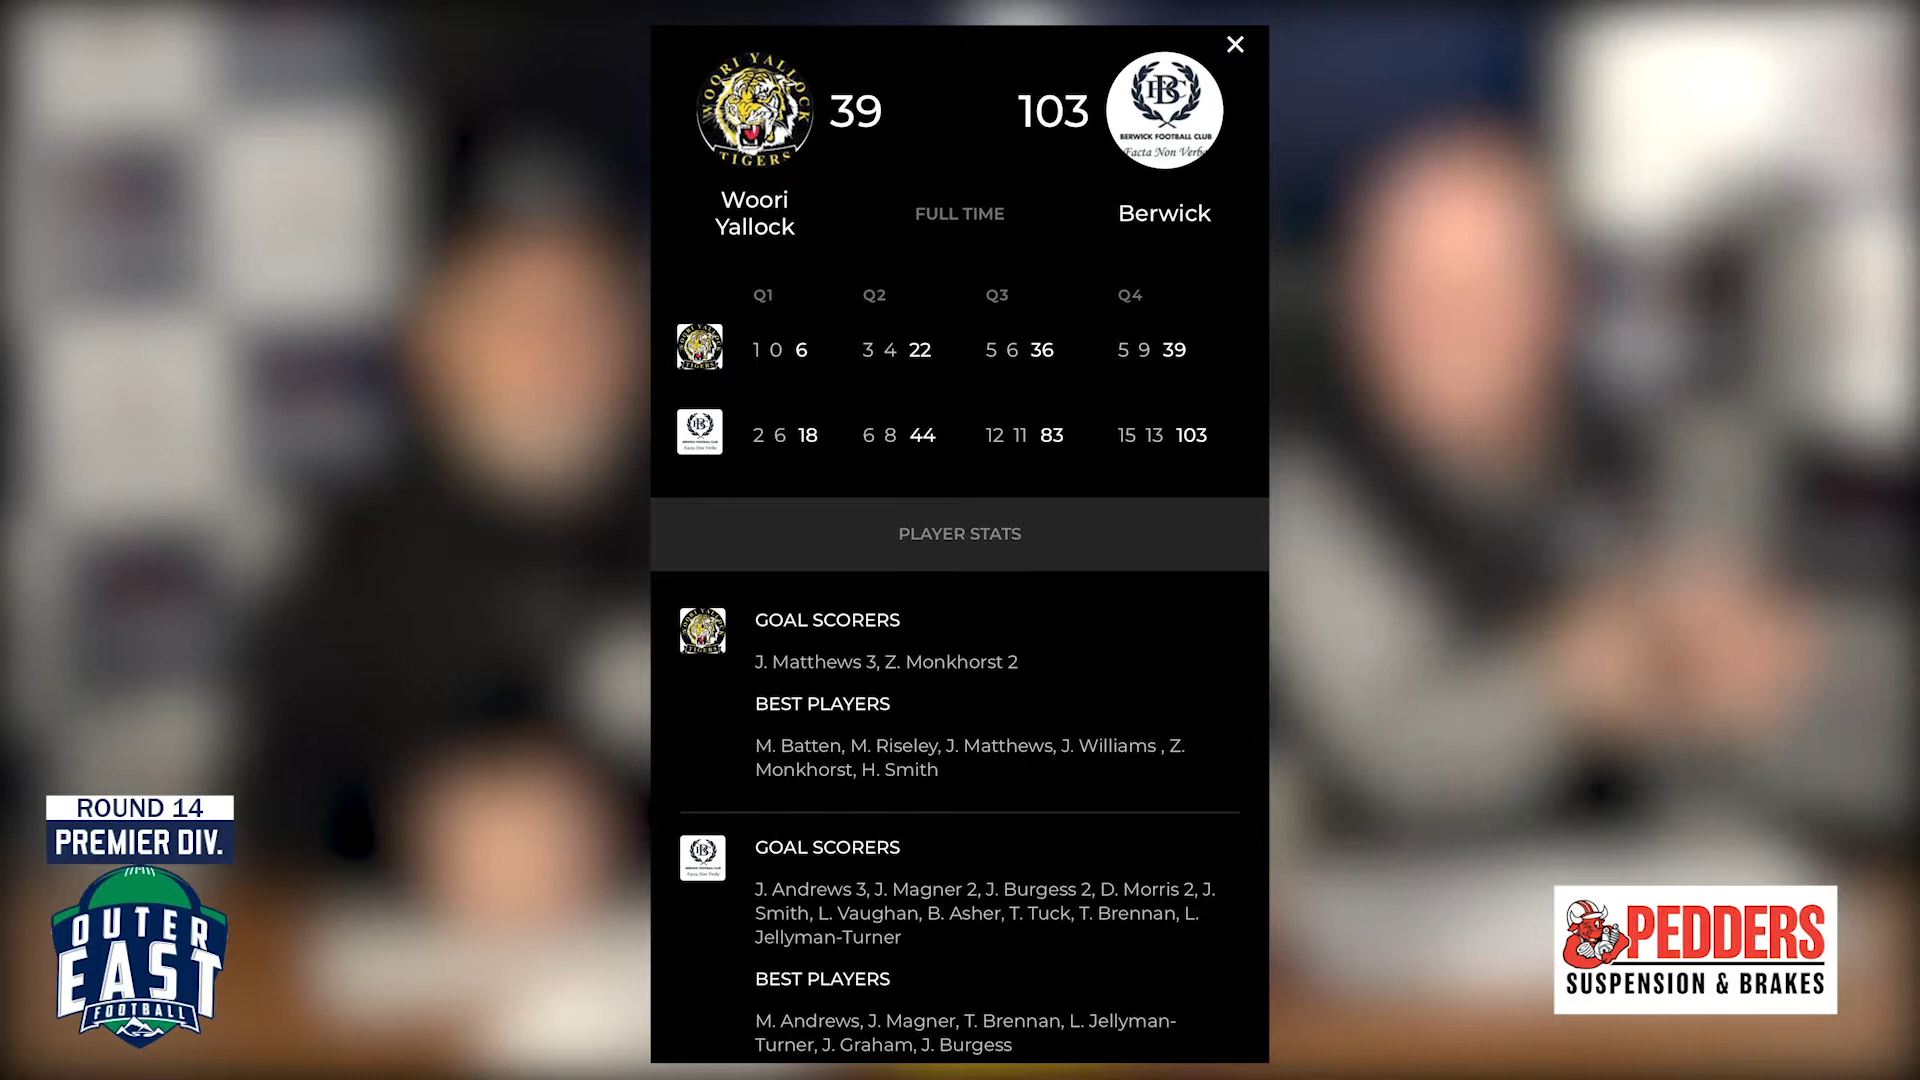 WOORI YALLOCK
TIGERS
39
103
BC
BERWICK FOOTBALL CLUB
Facta Non Verba
Woori
Yallock
FULL TIME
Berwick
Q1 Q2 Q3 Q4
1 0 6 3 4 22 5 6 36 5 9 39
2 6 18 6 8 44 12 11 83 15 13 103
PLAYER STATS
GOAL SCORERS
J. Matthews 3, Z. Monkhorst 2
BEST PLAYERS
M. Batten, M. Riseley, J. Matthews, J. Williams , Z.
Monkhorst, H. Smith
GOAL SCORERS
J. Andrews 3, J. Magner 2, J. Burgess 2, D. Morris 2, J.
Smith, L. Vaughan, B. Asher, T. Tuck, T. Brennan, L.
Jellyman-Turner
BEST PLAYERS
M. Andrews, J. Magner, T. Brennan, L. Jellyman-
Turner, J. Graham, J. Burgess
ROUND 14
PREMIER DIV.
OUTER
EAST
FOOTBALL
PEDDERS
SUSPENSION & BRAKES